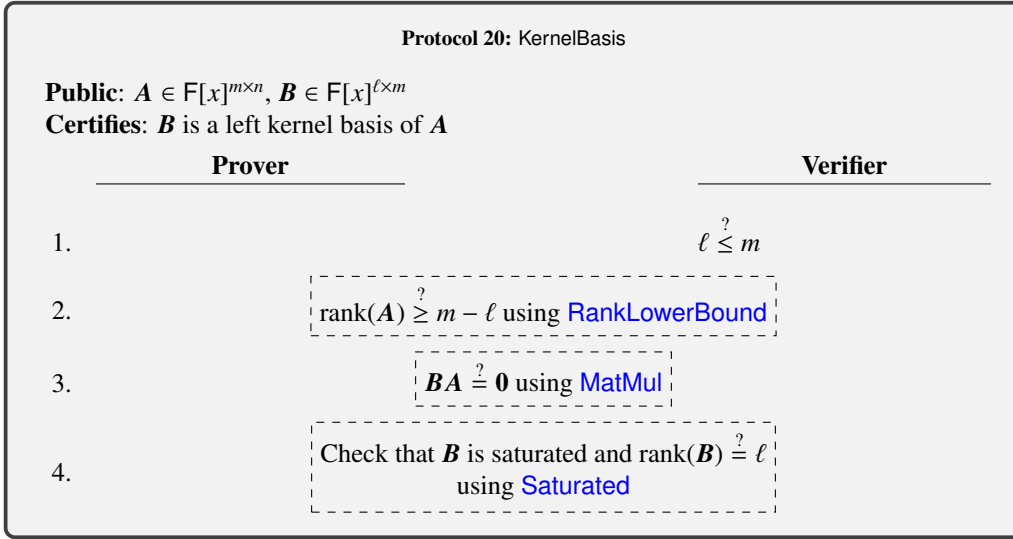 Protocol 20: KernelBasis
Public: A ∈ F[x]^{m×n}, B ∈ F[x]^{ℓ×m}
Certifies: B is a left kernel basis of A
Prover Verifier
1. ℓ ≤? m
2. rank(A) ≥? m − ℓ using RankLowerBound
3. BA =? 0 using MatMul
4. Check that B is saturated and rank(B) =? ℓ
using Saturated